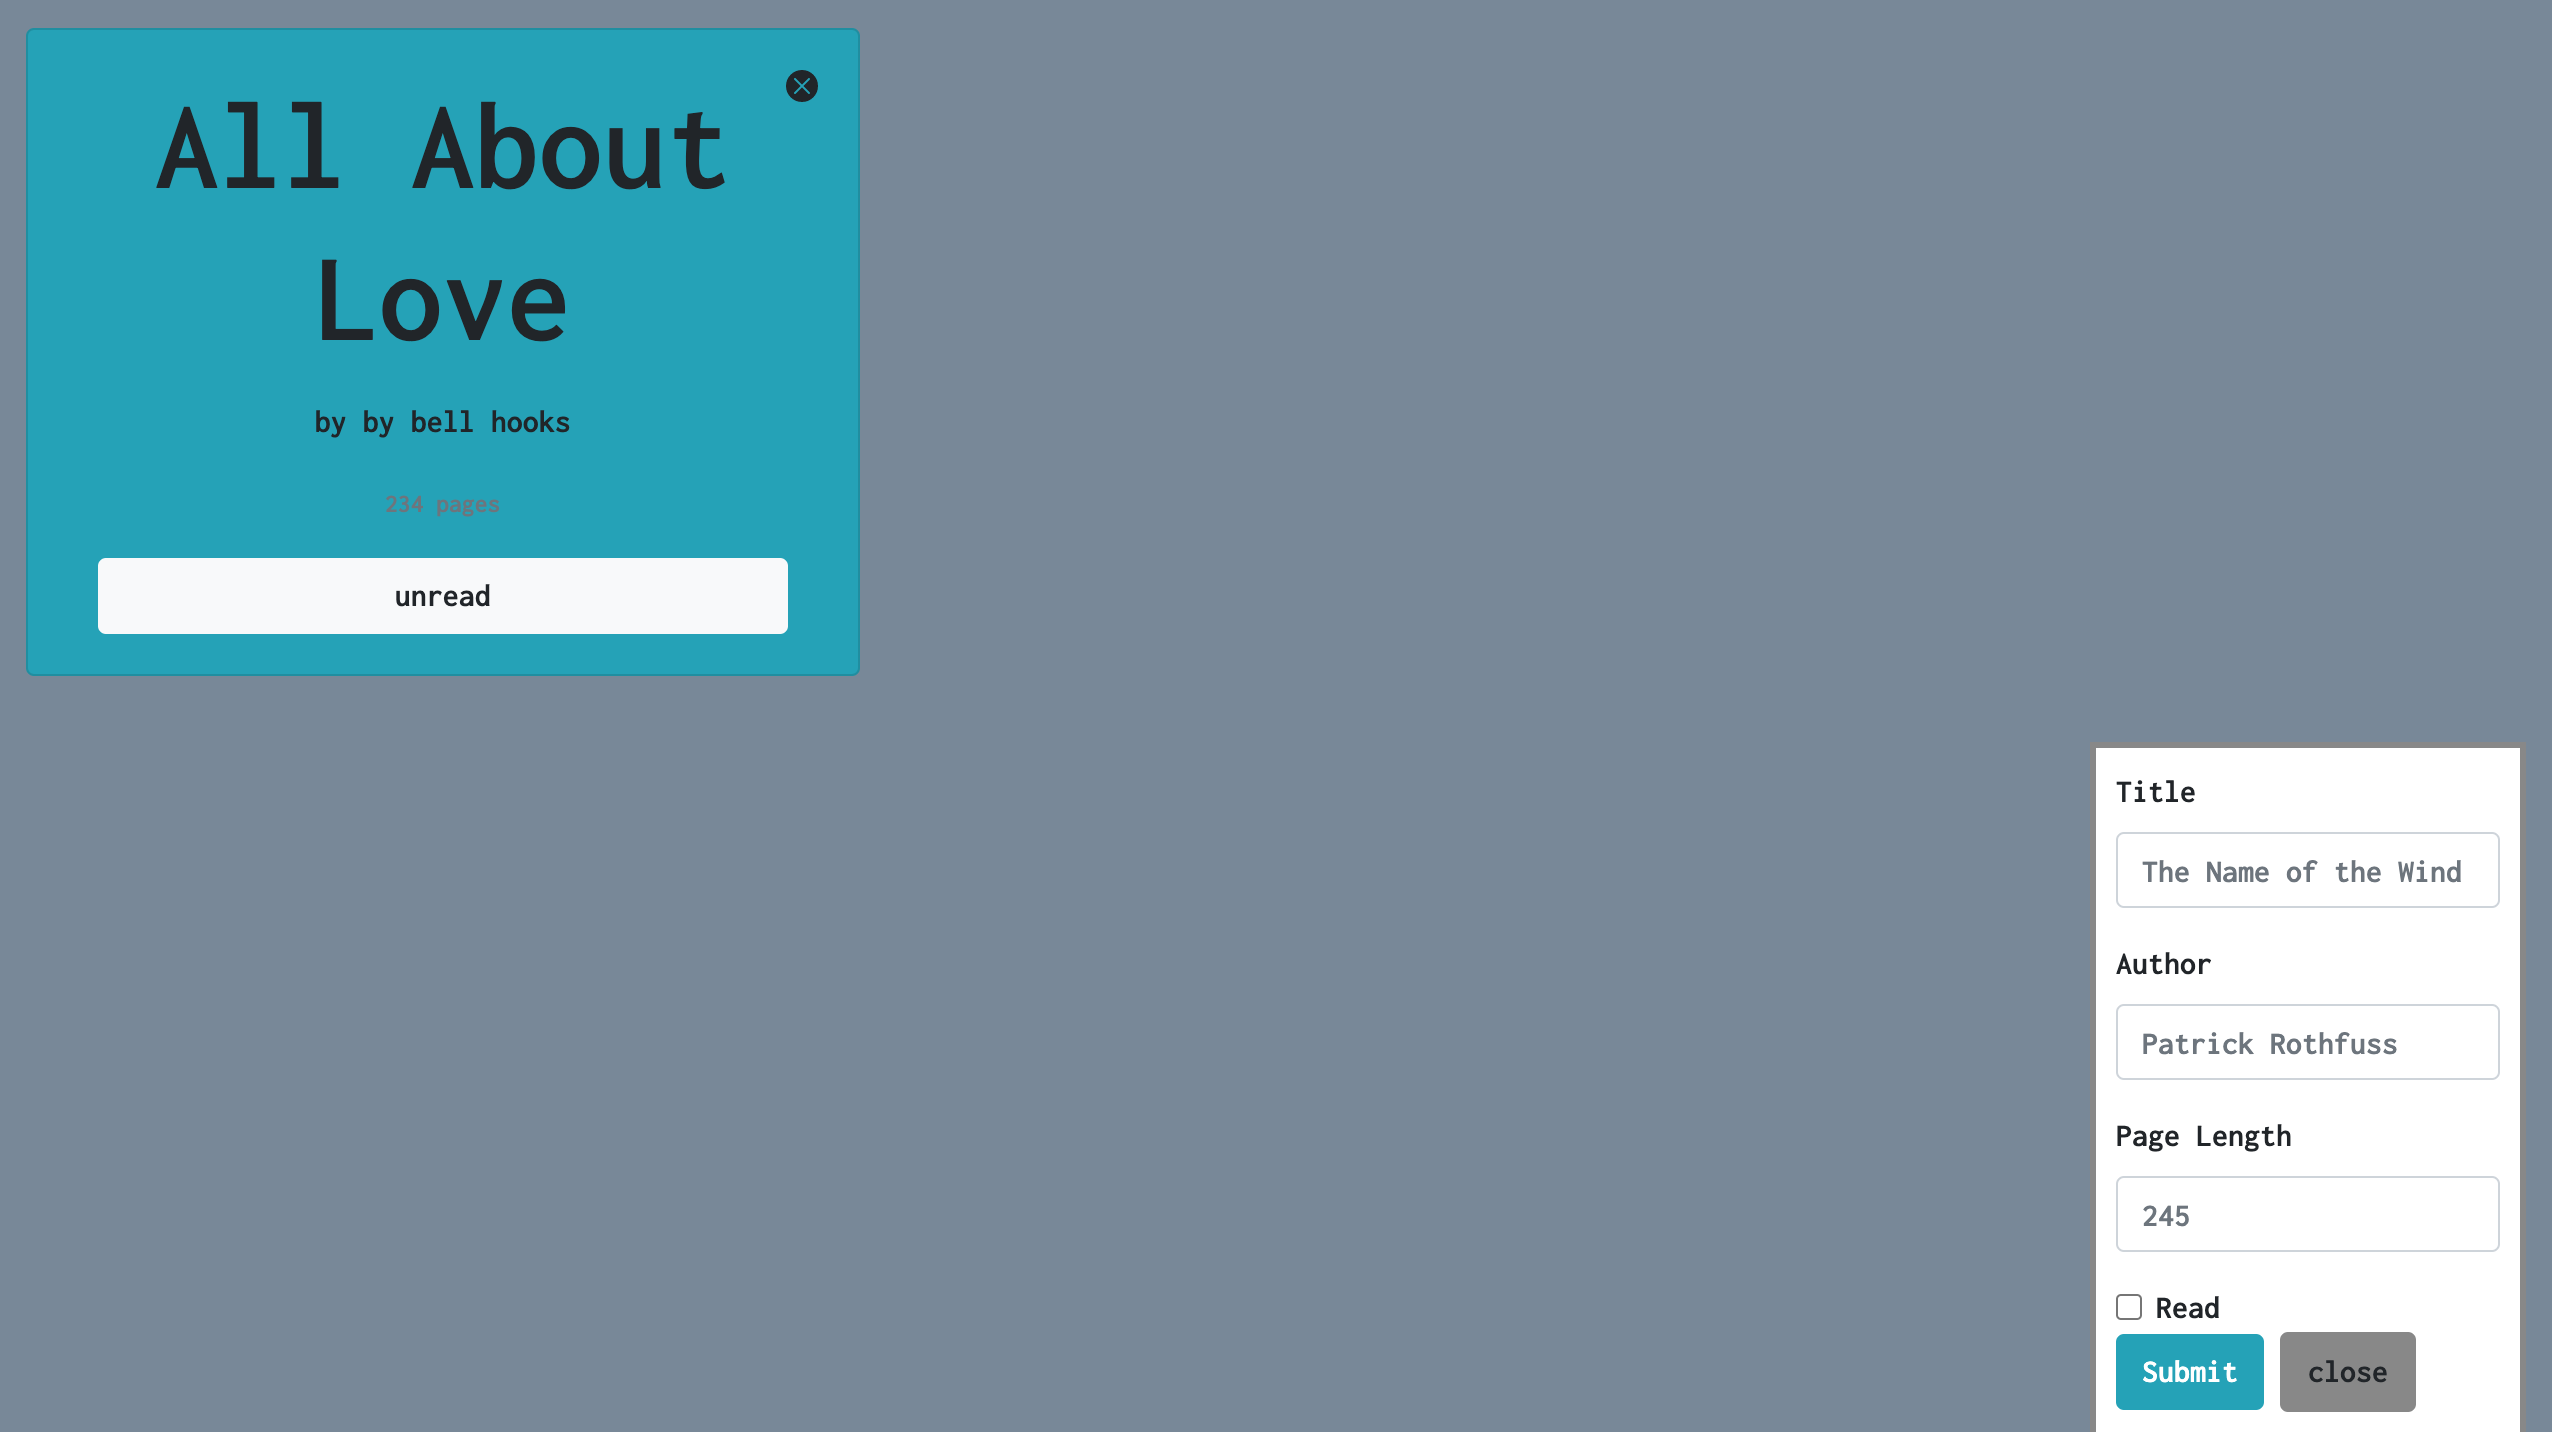 All About
Love
by by bell hooks
234 pages
unread
Title
The Name of the Wind
Author
Patrick Rothfuss
Page Length
245
Read
Submit close